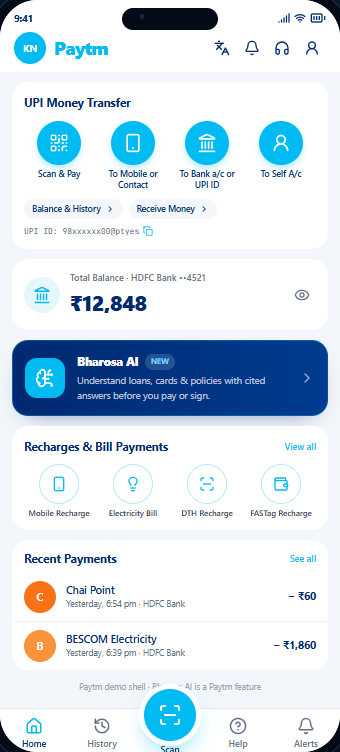 9:41
KN Paytm
UPI Money Transfer
Scan & Pay
To Mobile or
Contact
To Bank a/c or
UPI ID
To Self A/c
Balance & History
Receive Money
UPI ID: 98xxxxxx00@ptyes
Total Balance · HDFC Bank ••4521
₹12,848
Bharosa AI NEW
Understand loans, cards & policies with cited
answers before you pay or sign.
Recharges & Bill Payments View all
Mobile Recharge
Electricity Bill
DTH Recharge
FASTag Recharge
Recent Payments See all
C
Chai Point
Yesterday, 6:54 pm · HDFC Bank
− ₹60
B
BESCOM Electricity
Yesterday, 6:39 pm · HDFC Bank
− ₹1,860
Paytm demo shell · AI is a Paytm feature
Home
History
Scan
Help
Alerts